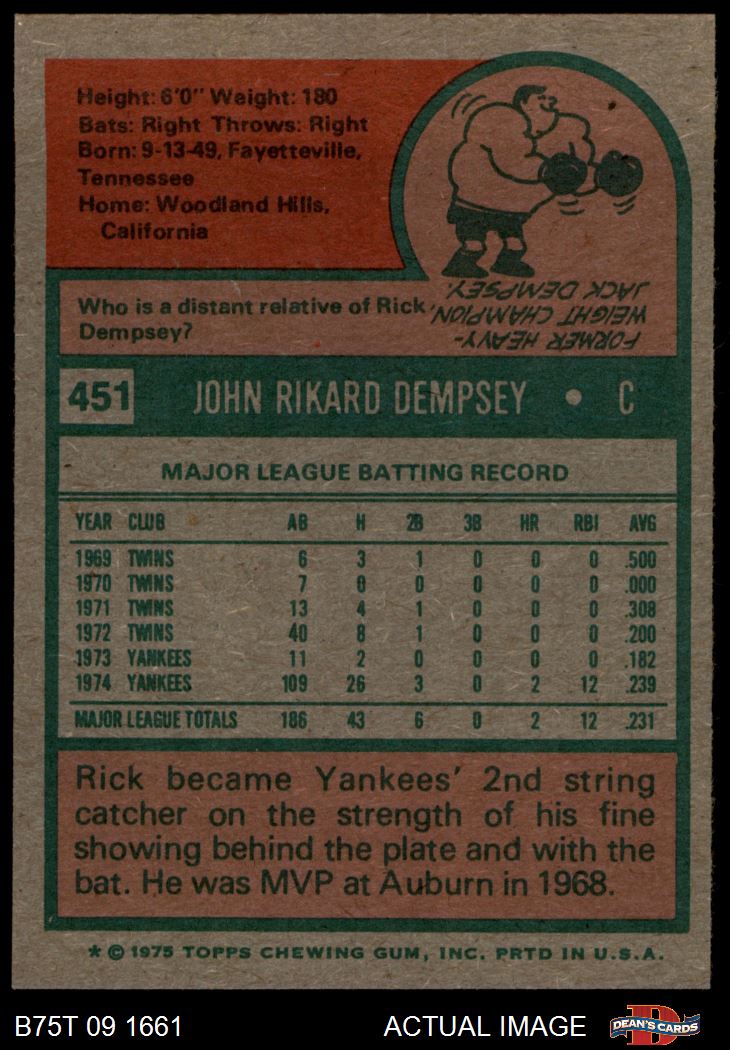 Height: 6'0" Weight: 180
Bats: Right Throws: Right
Born: 9-13-49, Fayetteville,
Tennessee
Home: Woodland Hills,
California
Who is a distant relative of Rick
Dempsey?
FORMER HEAVY-
WEIGHT CHAMPION,
JACK DEMPSEY.
451 JOHN RIKARD DEMPSEY • C
MAJOR LEAGUE BATTING RECORD
YEAR CLUB AB H 2B 3B HR RBI AVG
1969 TWINS 6 3 1 0 0 0 .500
1970 TWINS 7 0 0 0 0 0 .000
1971 TWINS 13 4 1 0 0 0 .308
1972 TWINS 40 8 1 0 0 0 .200
1973 YANKEES 11 2 0 0 0 0 .182
1974 YANKEES 109 26 3 0 2 12 .239
MAJOR LEAGUE TOTALS 186 43 6 0 2 12 .231
Rick became Yankees' 2nd string
catcher on the strength of his fine
showing behind the plate and with the
bat. He was MVP at Auburn in 1968.
* © 1975 TOPPS CHEWING GUM, INC. PRTD IN U.S.A.
B75T 09 1661 ACTUAL IMAGE DEAN'S CARDS